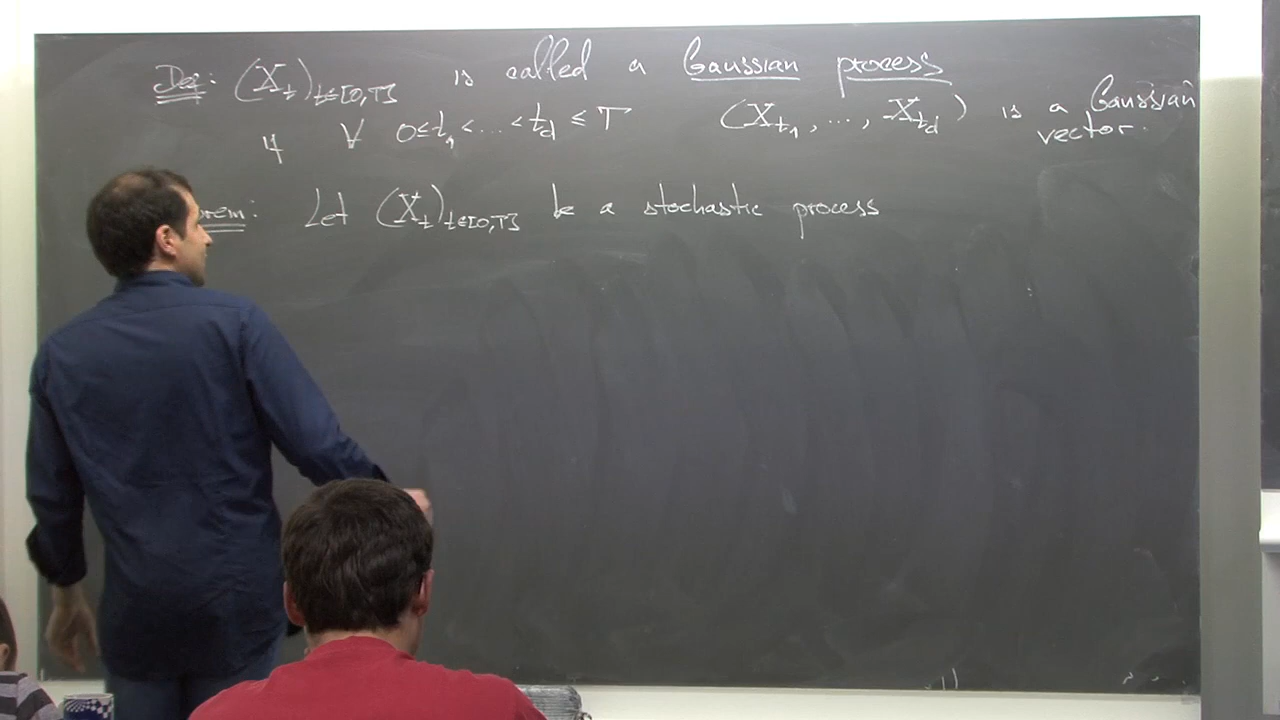 Def: (X_t)_{t∈[0,T]} is called a Gaussian process
if ∀ 0≤t_1<...<t_d≤T (X_{t_1}, ..., X_{t_d}) is a Gaussian vector.
orem: Let (X_t)_{t∈[0,T]} be a stochastic process